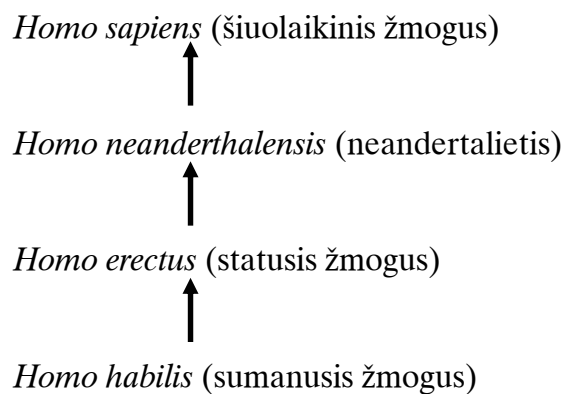 Homo sapiens (šiuolaikinis žmogus)
Homo neanderthalensis (neandertalietis)
Homo erectus (statusis žmogus)
Homo habilis (sumanusis žmogus)